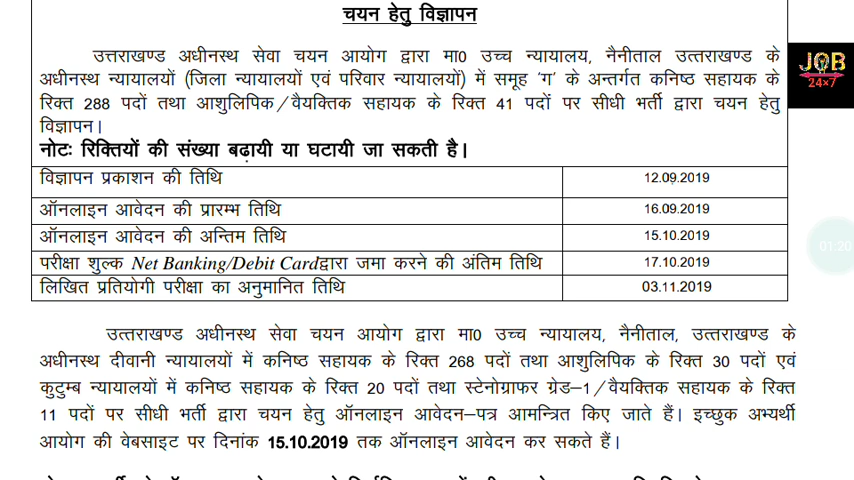 चयन हेतु विज्ञापन
उत्तराखण्ड अधीनस्थ सेवा चयन आयोग द्वारा मा0 उच्च न्यायालय, नैनीताल उत्तराखण्ड के
अधीनस्थ न्यायालयों (जिला न्यायालयों एवं परिवार न्यायालयों) में समूह 'ग' के अन्तर्गत कनिष्ठ सहायक के
रिक्त 288 पदों तथा आशुलिपिक/वैयक्तिक सहायक के रिक्त 41 पदों पर सीधी भर्ती द्वारा चयन हेतु
विज्ञापन।
नोटः रिक्तियों की संख्या बढ़ायी या घटायी जा सकती है।
विज्ञापन प्रकाशन की तिथि 12.09.2019
ऑनलाइन आवेदन की प्रारम्भ तिथि 16.09.2019
ऑनलाइन आवेदन की अन्तिम तिथि 15.10.2019
परीक्षा शुल्क Net Banking/Debit Cardद्वारा जमा करने की अंतिम तिथि 17.10.2019
लिखित प्रतियोगी परीक्षा का अनुमानित तिथि 03.11.2019
उत्तराखण्ड अधीनस्थ सेवा चयन आयोग द्वारा मा0 उच्च न्यायालय, नैनीताल, उत्तराखण्ड के
अधीनस्थ दीवानी न्यायालयों में कनिष्ठ सहायक के रिक्त 268 पदों तथा आशुलिपिक के रिक्त 30 पदों एवं
कुटुम्ब न्यायालयों में कनिष्ठ सहायक के रिक्त 20 पदों तथा स्टेनोग्राफर ग्रेड–1/वैयक्तिक सहायक के रिक्त
11 पदों पर सीधी भर्ती द्वारा चयन हेतु ऑनलाइन आवेदन–पत्र आमन्त्रित किए जाते हैं। इच्छुक अभ्यर्थी
आयोग की वेबसाइट पर दिनांक 15.10.2019 तक ऑनलाइन आवेदन कर सकते हैं।
JOB
24×7
01:20